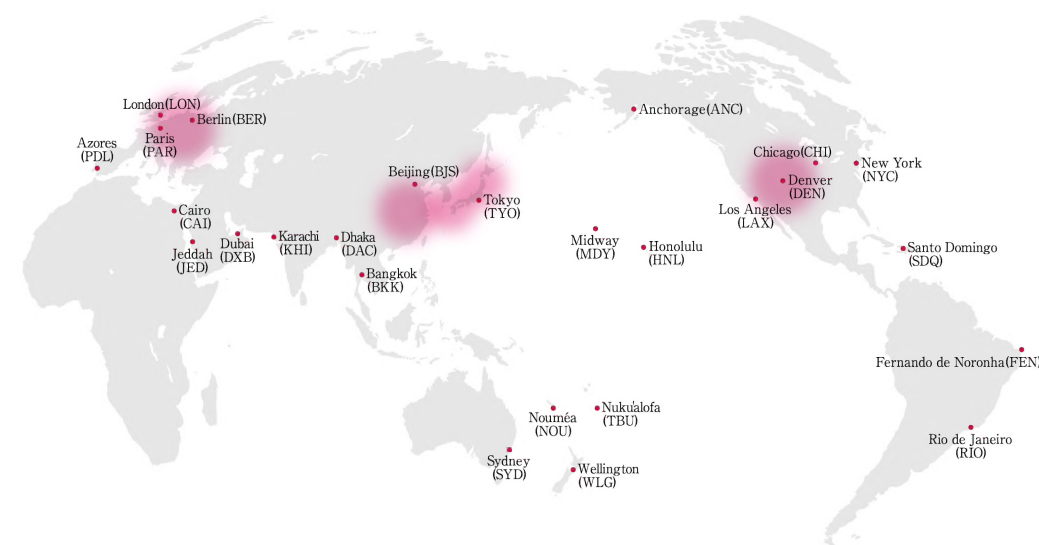 London(LON)
Berlin(BER)
Paris
(PAR)
Azores
(PDL)
Cairo
(CAI)
Jeddah
(JED)
Dubai
(DXB)
Karachi
(KHI)
Dhaka
(DAC)
Bangkok
(BKK)
Beijing(BJS)
Tokyo
(TYO)
Sydney
(SYD)
Nouméa
(NOU)
Nuku'alofa
(TBU)
Wellington
(WLG)
Midway
(MDY)
Honolulu
(HNL)
Anchorage(ANC)
Chicago(CHI)
Denver
(DEN)
Los Angeles
(LAX)
New York
(NYC)
Santo Domingo
(SDQ)
Fernando de Noronha(FEN)
Rio de Janeiro
(RIO)